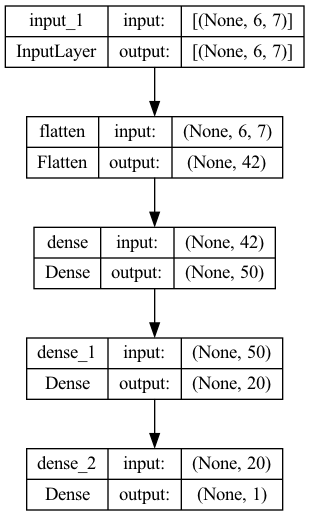 input_1 input: [(None, 6, 7)]
InputLayer output: [(None, 6, 7)]
flatten input: (None, 6, 7)
Flatten output: (None, 42)
dense input: (None, 42)
Dense output: (None, 50)
dense_1 input: (None, 50)
Dense output: (None, 20)
dense_2 input: (None, 20)
Dense output: (None, 1)